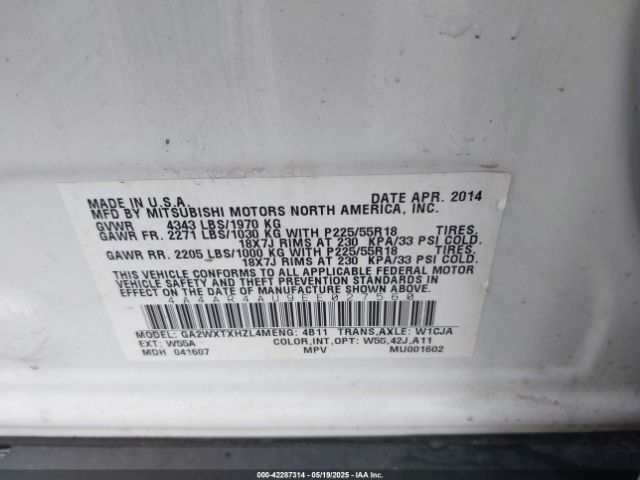 MADE IN U.S.A. DATE APR. 2014
MFD BY MITSUBISHI MOTORS NORTH AMERICA, INC.
GVWR 4343 LBS/1970 KG
GAWR FR. 2271 LBS/1030 KG WITH P225/55R18 TIRES,
18X7J RIMS AT 230 KPA/33 PSI COLD.
GAWR RR. 2205 LBS/1000 KG WITH P225/55R18 TIRES,
18X7J RIMS AT 230 KPA/33 PSI COLD.
THIS VEHICLE CONFORMS TO ALL APPLICABLE FEDERAL MOTOR
VEHICLE SAFETY AND THEFT PREVENTION STANDARDS IN
EFFECT ON THE DATE OF MANUFACTURE SHOWN ABOVE.
4A4AR4AU9EE027560
MODEL: GA2WXTXHZL4M ENG: 4B11 TRANS,AXLE: W1CJA
EXT: W55A COLOR,INT,OPT: W55,42J,A11
MDH 041607 MPV MU001602
000-42287314 - 05/19/2025 - IAA Inc.